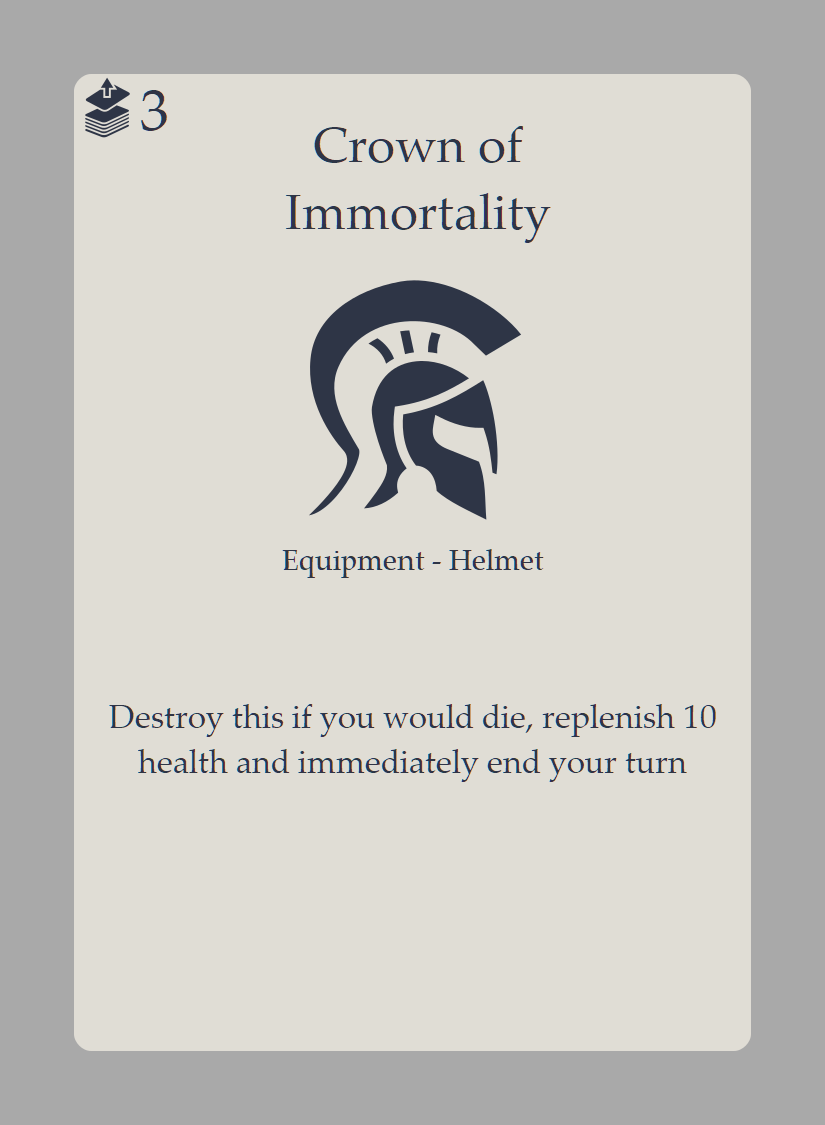 3
Crown of
Immortality
Equipment - Helmet
Destroy this if you would die, replenish 10
health and immediately end your turn